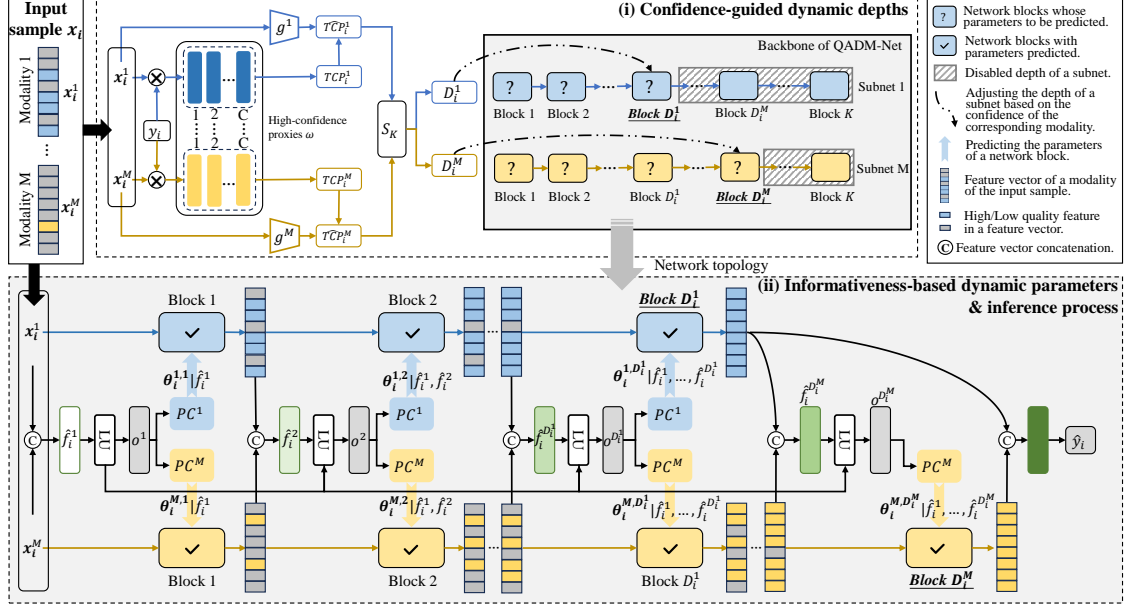 Input
sample x_i
Modality 1
x_i^1
Modality M
x_i^M
(i) Confidence-guided dynamic depths
x_i^1
y_i
x_i^M
g^1
\widehat{TCP}_i^1
TCP_i^1
1 2 ... C
1 2 ... C
High-confidence
proxies ω
TCP_i^M
g^M
\widehat{TCP}_i^M
S_K
D_i^1
D_i^M
Backbone of QADM-Net
? ? ? Subnet 1
Block 1 Block 2 Block D_i^1 Block D_i^M Block K
? ? ? ? Subnet M
Block 1 Block 2 Block D_i^1 Block D_i^M Block K
? Network blocks whose
parameters to be predicted.
Network blocks with
parameters predicted.
Disabled depth of a subnet.
Adjusting the depth of a
subnet based on the
confidence of the
corresponding modality.
Predicting the parameters
of a network block.
Feature vector of a modality
of the input sample.
High/Low quality feature
in a feature vector.
© Feature vector concatenation.
Network topology
(ii) Informativeness-based dynamic parameters
& inference process
Block 1 Block 2 Block D_i^1
x_i^1
θ_i^{1,1} | f̂_i^1
θ_i^{1,2} | f̂_i^1, f̂_i^2
θ_i^{1,D_i^1} | f̂_i^1, ..., f̂_i^{D_i^1}
PC^1 PC^1 PC^1
© f̂_i^1 LU o^1
© f̂_i^2 LU o^2
© f̂_i^{D_i^1} LU o^{D_i^1}
© f̂_i^{D_i^M} LU o^{D_i^M}
© ŷ_i
PC^M PC^M PC^M PC^M
θ_i^{M,1} | f̂_i^1
θ_i^{M,2} | f̂_i^1, f̂_i^2
θ_i^{M,D_i^1} | f̂_i^1, ..., f̂_i^{D_i^1}
θ_i^{M,D_i^M} | f̂_i^1, ..., f̂_i^{D_i^M}
x_i^M
Block 1 Block 2 Block D_i^1 Block D_i^M